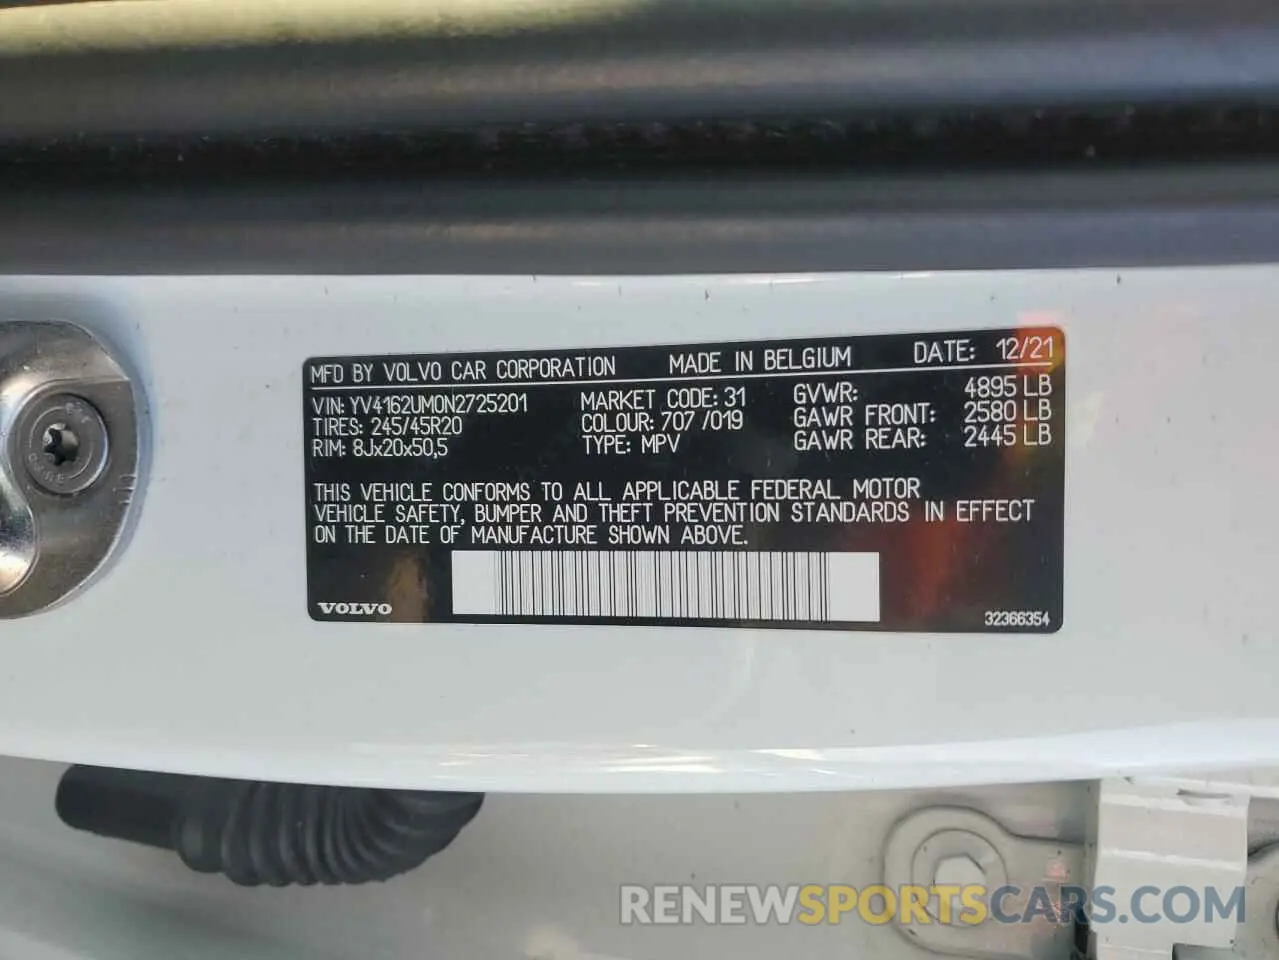 MFD BY VOLVO CAR CORPORATION MADE IN BELGIUM DATE: 12/21
VIN: YV4162UM0N2725201 MARKET CODE: 31 GVWR: 4895 LB
TIRES: 245/45R20 COLOUR: 707 /019 GAWR FRONT: 2580 LB
RIM: 8Jx20x50,5 TYPE: MPV GAWR REAR: 2445 LB
THIS VEHICLE CONFORMS TO ALL APPLICABLE FEDERAL MOTOR
VEHICLE SAFETY, BUMPER AND THEFT PREVENTION STANDARDS IN EFFECT
ON THE DATE OF MANUFACTURE SHOWN ABOVE.
VOLVO
32366354
RENEWSPORTSCARS.COM